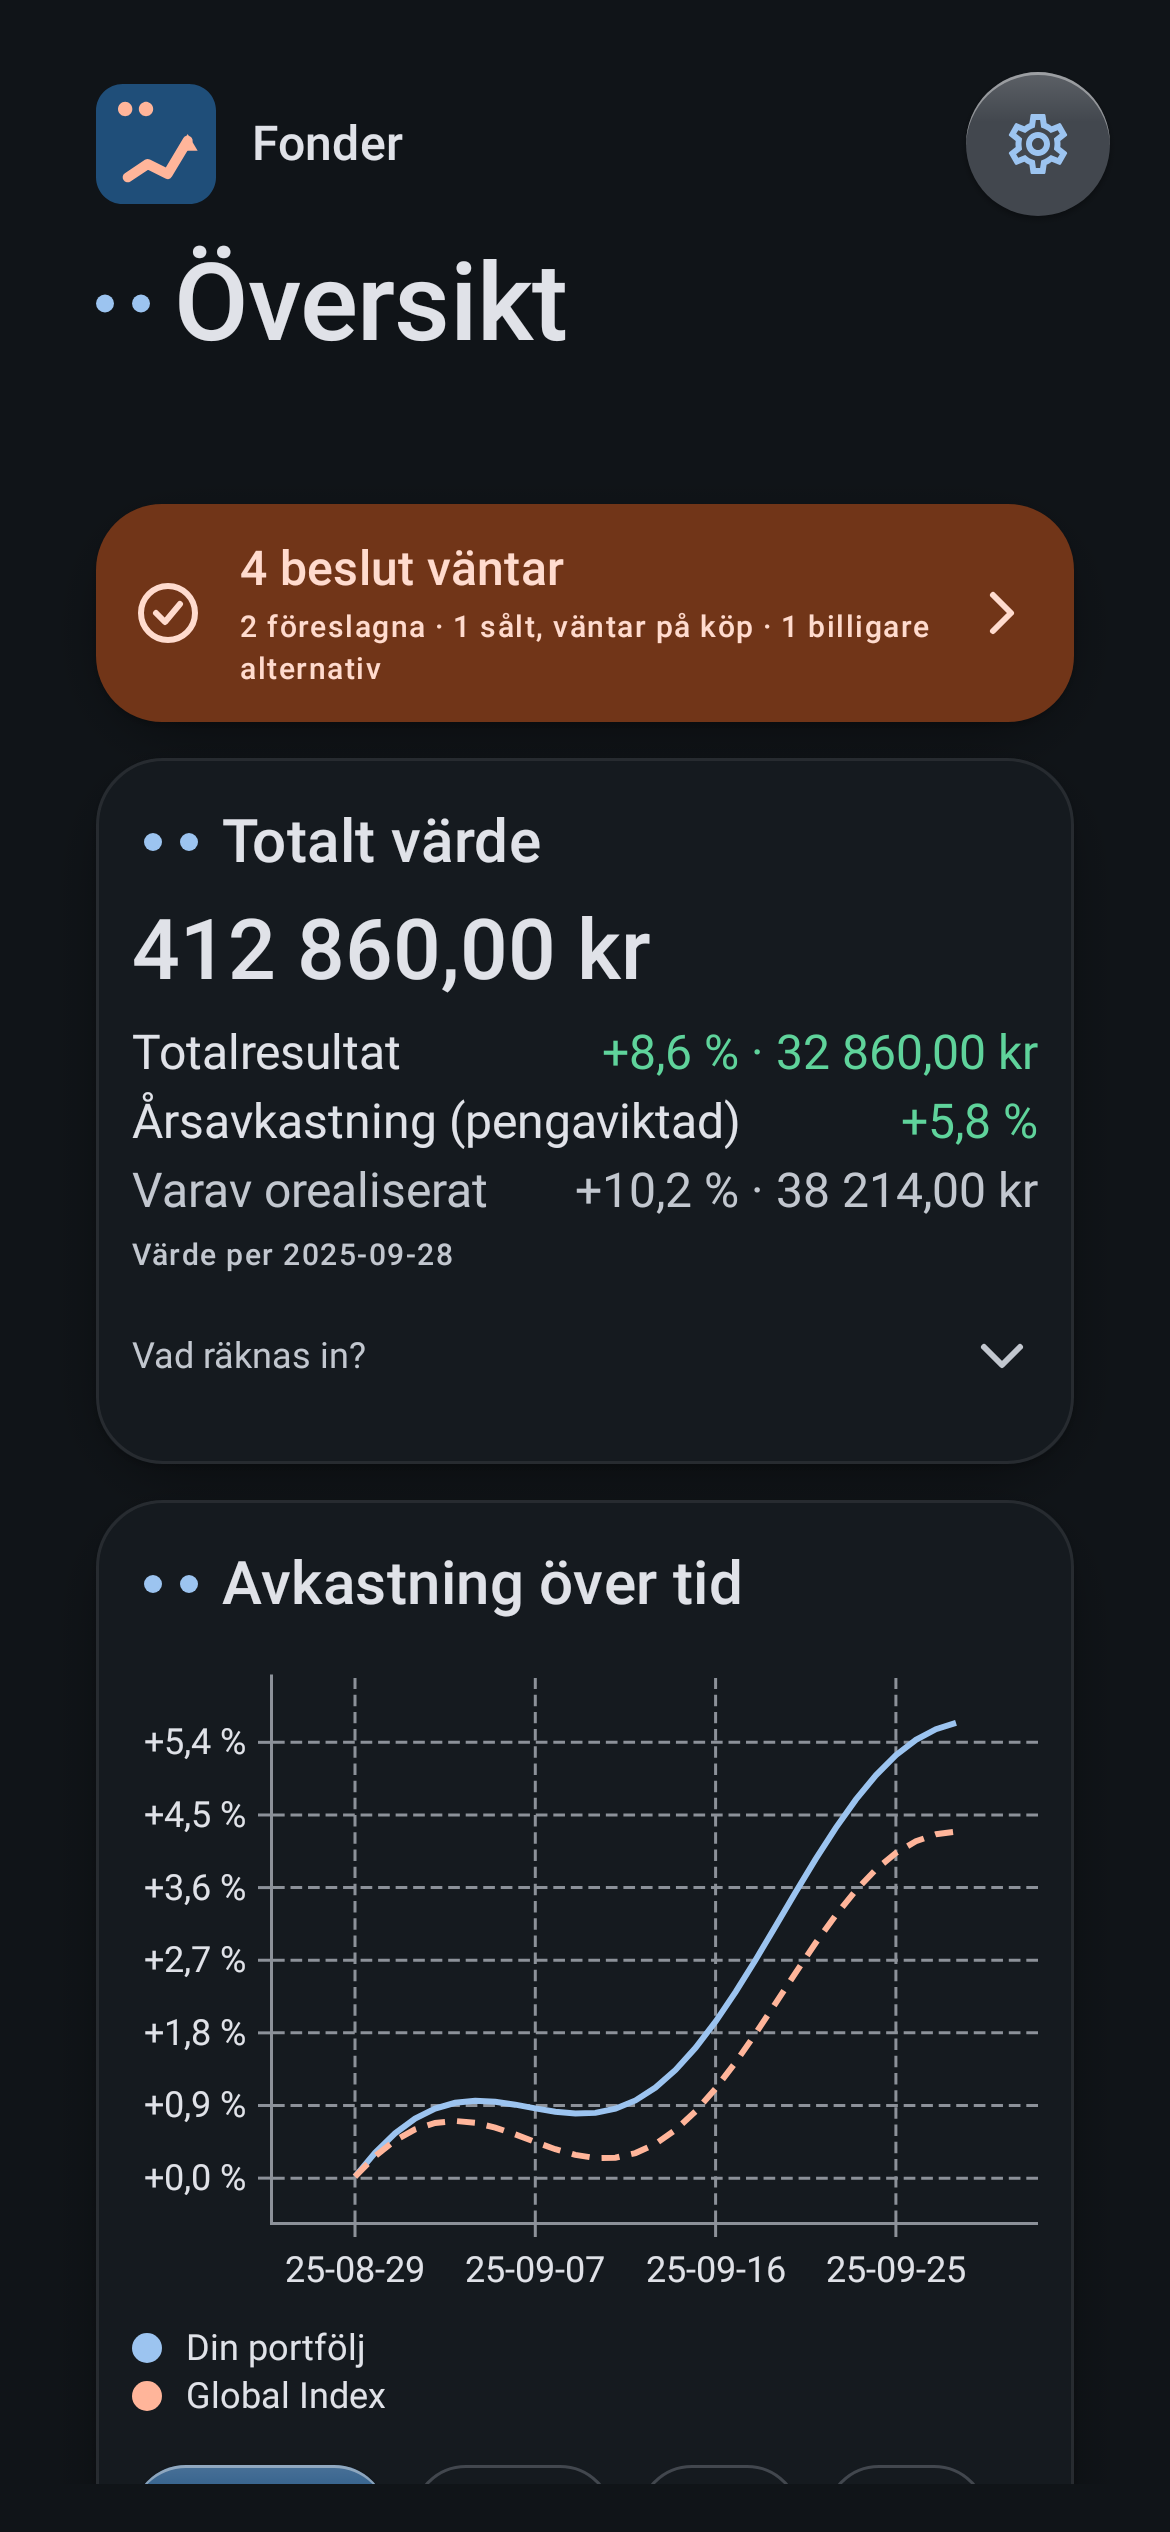 Fonder
Översikt
4 beslut väntar
2 föreslagna · 1 sålt, väntar på köp · 1 billigare
alternativ
Totalt värde
412 860,00 kr
Totalresultat +8,6 % · 32 860,00 kr
Årsavkastning (pengaviktad) +5,8 %
Varav orealiserat +10,2 % · 38 214,00 kr
Värde per 2025-09-28
Vad räknas in?
Avkastning över tid
+5,4 %
+4,5 %
+3,6 %
+2,7 %
+1,8 %
+0,9 %
+0,0 %
25-08-29 25-09-07 25-09-16 25-09-25
Din portfölj
Global Index